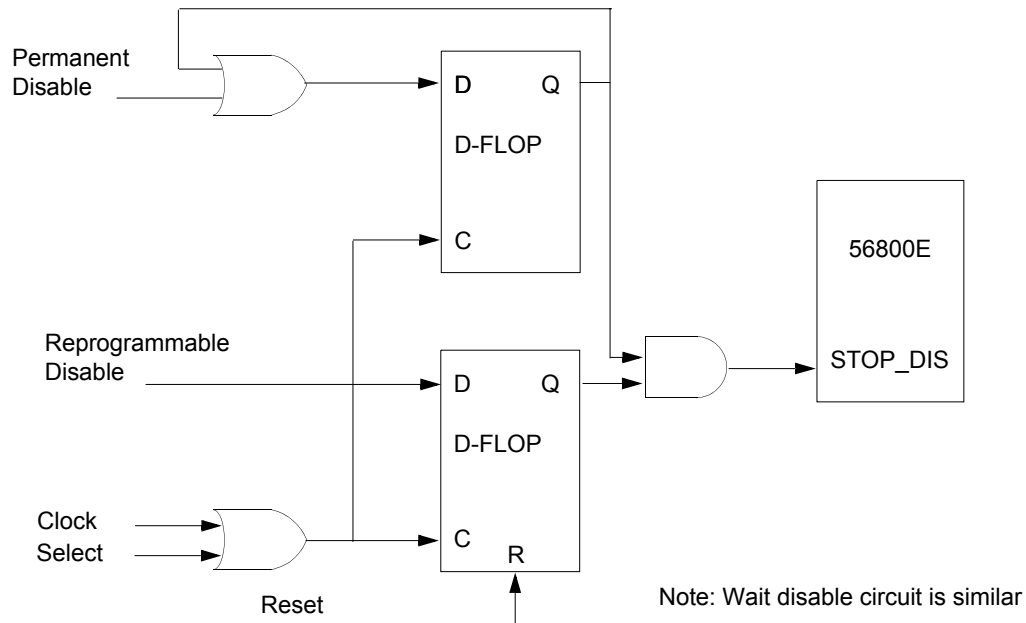 Permanent
Disable
D
Q
D-FLOP
C
56800E
STOP_DIS
Reprogrammable
Disable
D
Q
D-FLOP
C
R
Clock
Select
Reset
Note: Wait disable circuit is similar